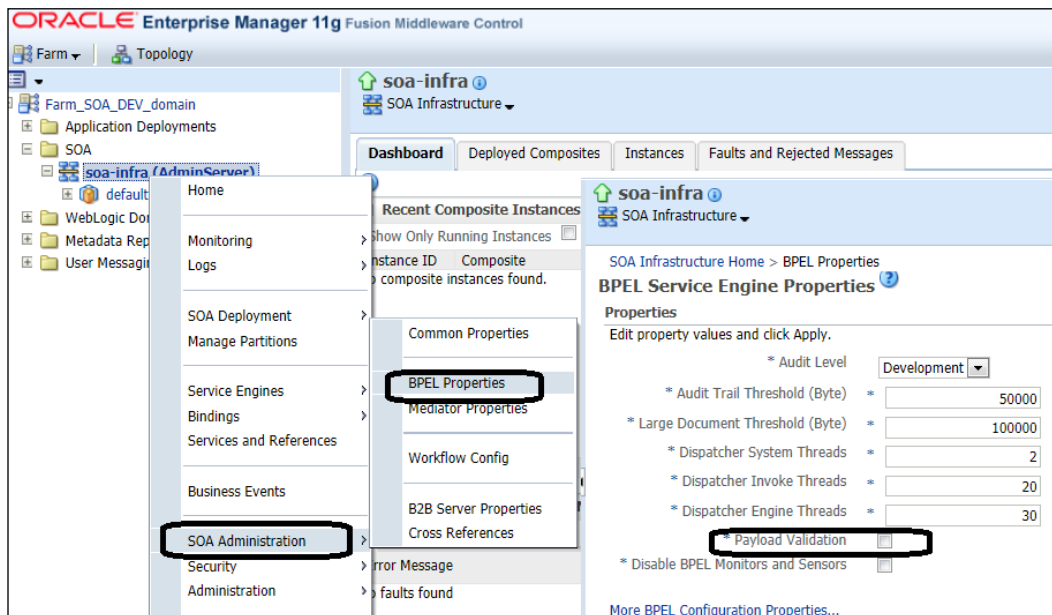 ORACLE Enterprise Manager 11g Fusion Middleware Control
Farm
Topology
Farm_SOA_DEV_domain
Application Deployments
SOA
soa-infra (AdminServer)
default
WebLogic Do
Metadata Rep
User Messagi
soa-infra
SOA Infrastructure
Dashboard
Deployed Composites
Instances
Faults and Rejected Messages
Recent Composite Instances
Show Only Running Instances
Instance ID
Composite
composite instances found.
Error Message
faults found
Home
Monitoring
Logs
SOA Deployment
Manage Partitions
Service Engines
Bindings
Services and References
Business Events
SOA Administration
Security
Administration
Common Properties
BPEL Properties
Mediator Properties
Workflow Config
B2B Server Properties
Cross References
soa-infra
SOA Infrastructure
SOA Infrastructure Home > BPEL Properties
BPEL Service Engine Properties
Properties
Edit property values and click Apply.
* Audit Level Development
* Audit Trail Threshold (Byte) * 50000
* Large Document Threshold (Byte) * 100000
* Dispatcher System Threads * 2
* Dispatcher Invoke Threads * 20
* Dispatcher Engine Threads * 30
* Payload Validation
* Disable BPEL Monitors and Sensors
More BPEL Configuration Properties...